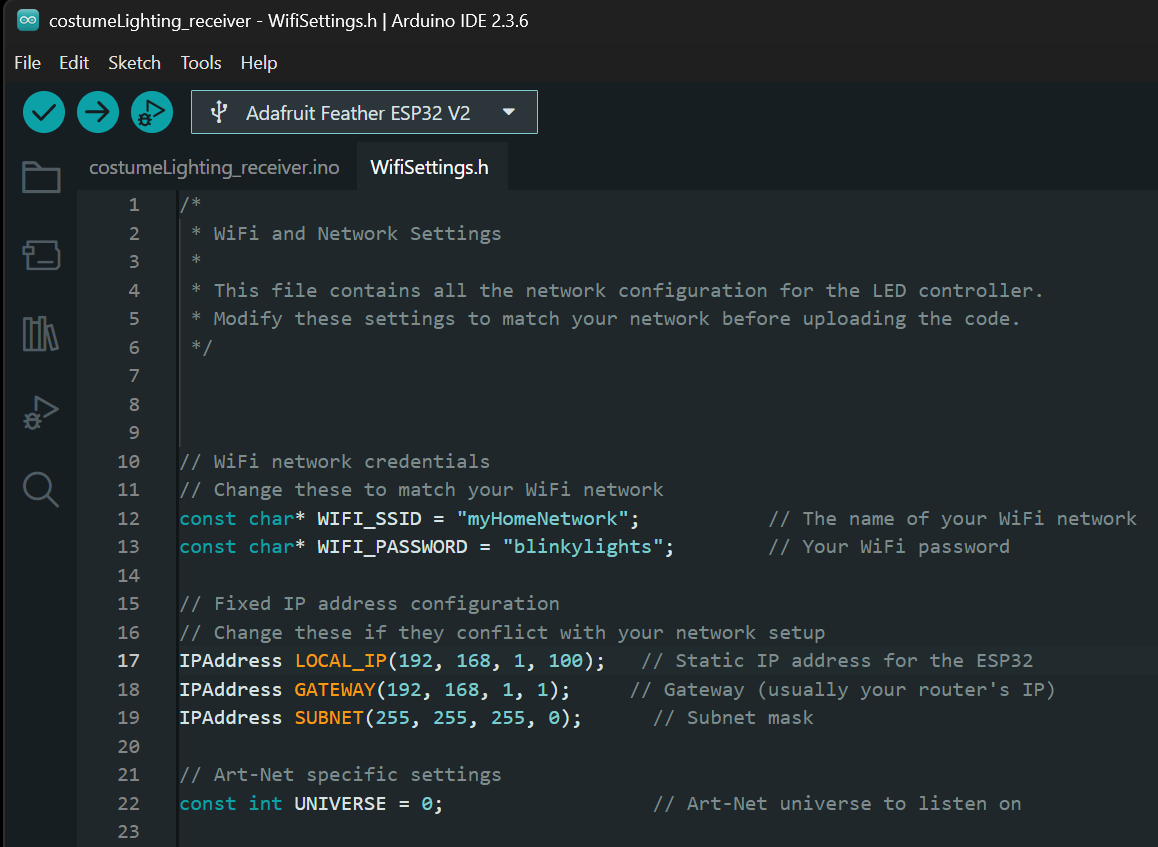 costumeLighting_receiver - WifiSettings.h | Arduino IDE 2.3.6
File Edit Sketch Tools Help
Adafruit Feather ESP32 V2
costumeLighting_receiver.ino WifiSettings.h
1 /*
2  * WiFi and Network Settings
3  *
4  * This file contains all the network configuration for the LED controller.
5  * Modify these settings to match your network before uploading the code.
6  */
7
8
9
10 // WiFi network credentials
11 // Change these to match your WiFi network
12 const char* WIFI_SSID = "myHomeNetwork"; // The name of your WiFi network
13 const char* WIFI_PASSWORD = "blinkylights"; // Your WiFi password
14
15 // Fixed IP address configuration
16 // Change these if they conflict with your network setup
17 IPAddress LOCAL_IP(192, 168, 1, 100); // Static IP address for the ESP32
18 IPAddress GATEWAY(192, 168, 1, 1); // Gateway (usually your router's IP)
19 IPAddress SUBNET(255, 255, 255, 0); // Subnet mask
20
21 // Art-Net specific settings
22 const int UNIVERSE = 0; // Art-Net universe to listen on
23